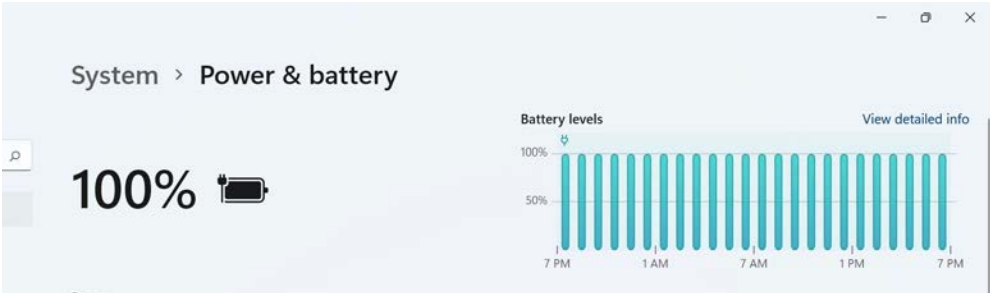 System > Power & battery
100%
Battery levels
View detailed info
100%
50%
7 PM
1 AM
7 AM
1 PM
7 PM